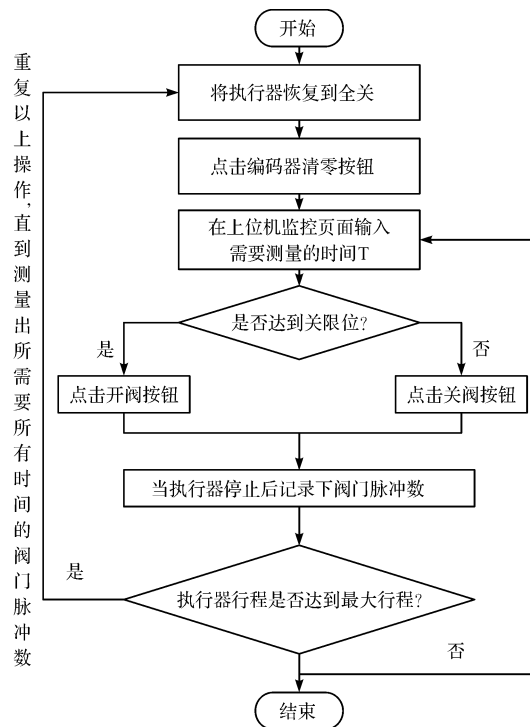 开始
将执行器恢复到全关
点击编码器清零按钮
在上位机监控页面输入
需要测量的时间T
是否达到关限位?
是
否
点击开阀按钮
点击关阀按钮
当执行器停止后记录下阀门脉冲数
执行器行程是否达到最大行程?
是
否
结束
重复以上操作,直到测量出所需要所有时间的阀门脉冲数